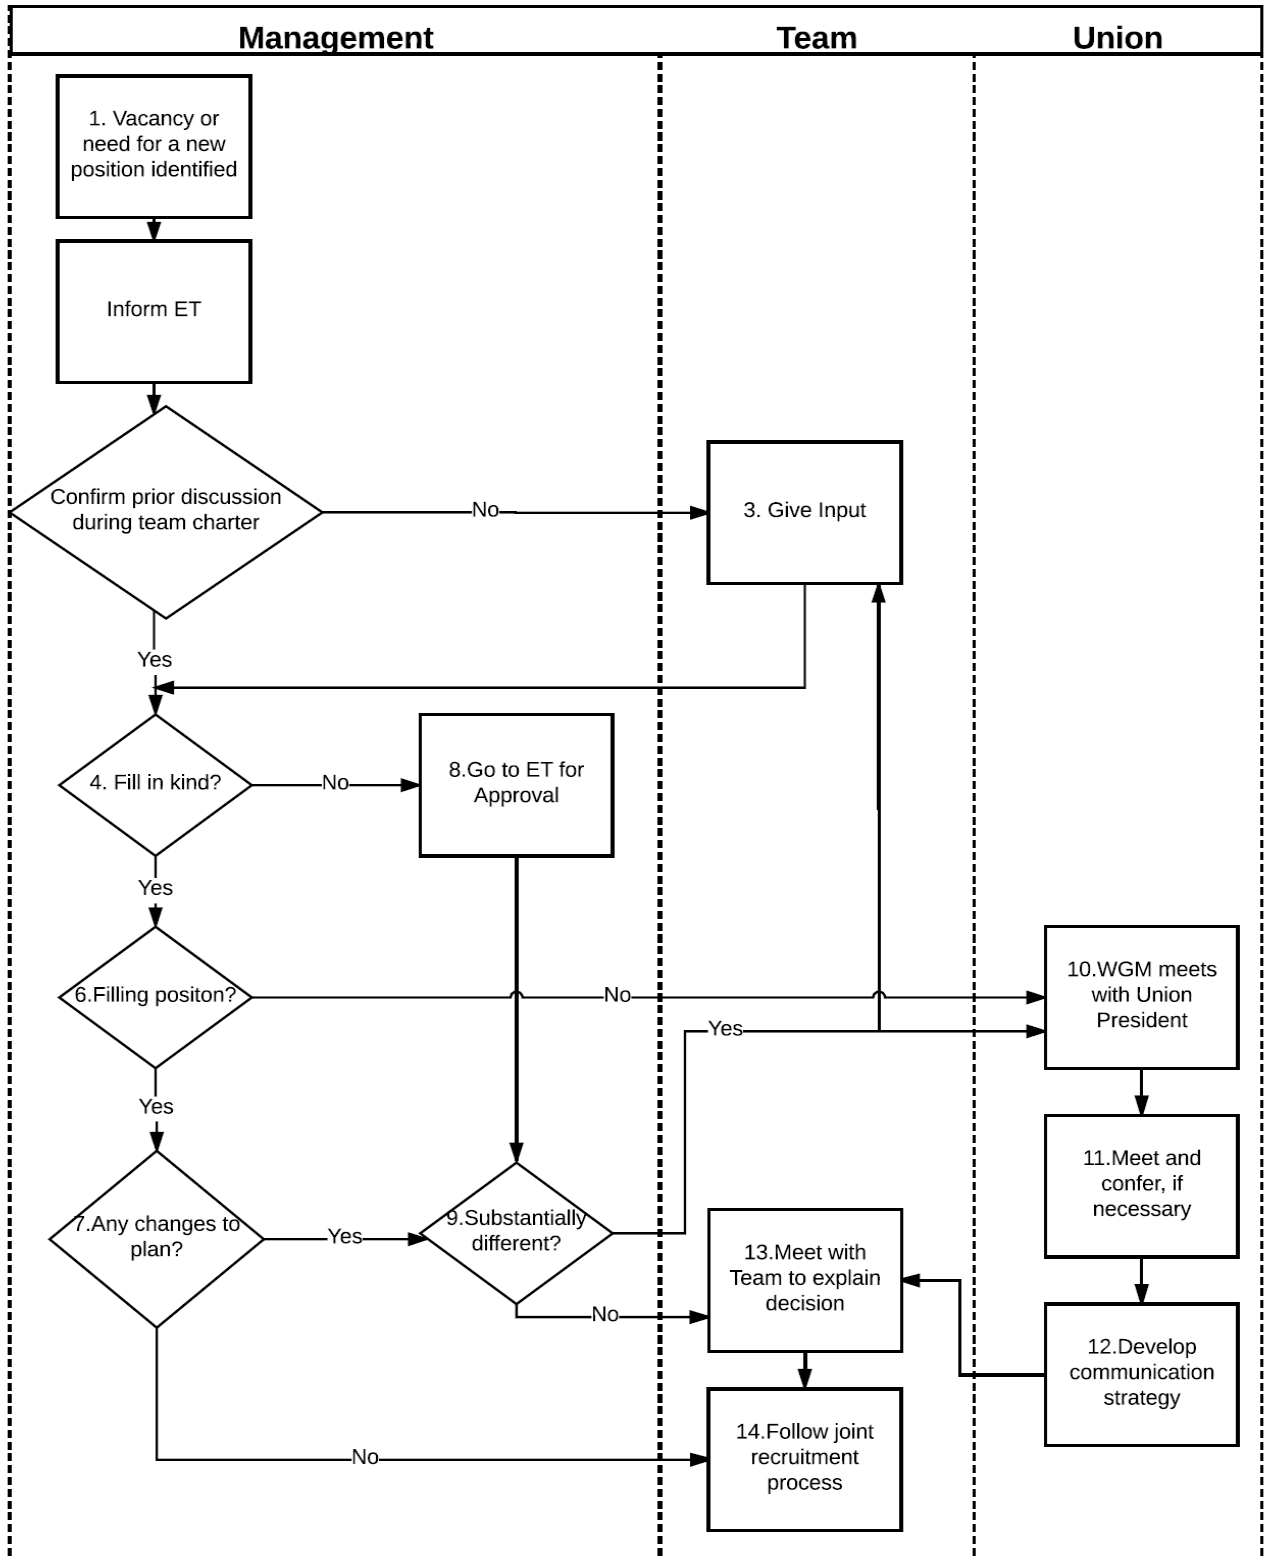 Management
Team
Union
1. Vacancy or
need for a new
position identified
Inform ET
Confirm prior discussion
during team charter
No
3. Give Input
Yes
4. Fill in kind?
No
8.Go to ET for
Approval
Yes
6.Filling positon?
No
10.WGM meets
with Union
President
Yes
Yes
7.Any changes to
plan?
Yes
9.Substantially
different?
11.Meet and
confer, if
necessary
13.Meet with
Team to explain
decision
No
12.Develop
communication
strategy
14.Follow joint
recruitment
process
No